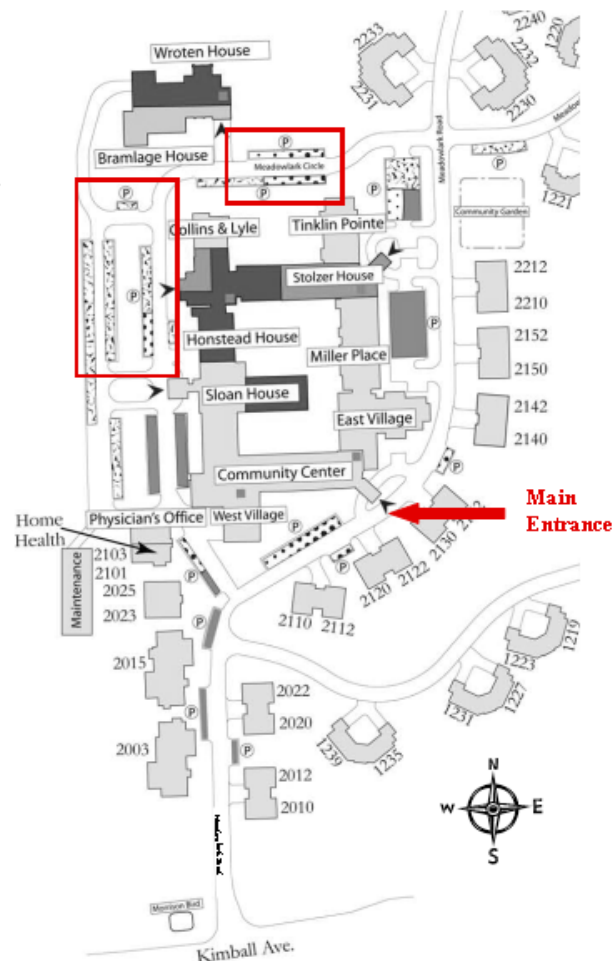 Wroten House
2233
2232
2240
1220
2231
2230
Bramlage House
P
Meadowlark Circle
P
Meadowlark Road
P
P
P
1221
Community Garden
Collins & Lyle
Tinklin Pointe
Stolzer House
2212
2210
P
P
Honstead House
2152
Miller Place
2150
Sloan House
2142
East Village
2140
Community Center
P
Main
Entrance
Physician's Office
West Village
P
Home
Health
2103
2130
Maintenance
2101
P
P
2120
2122
2025
2023
2110
2112
P
1219
1223
2015
2022
1227
1231
2020
P
2003
P
1239
1235
2012
2010
N
W
E
S
Morrison Bird
Kimball Ave.